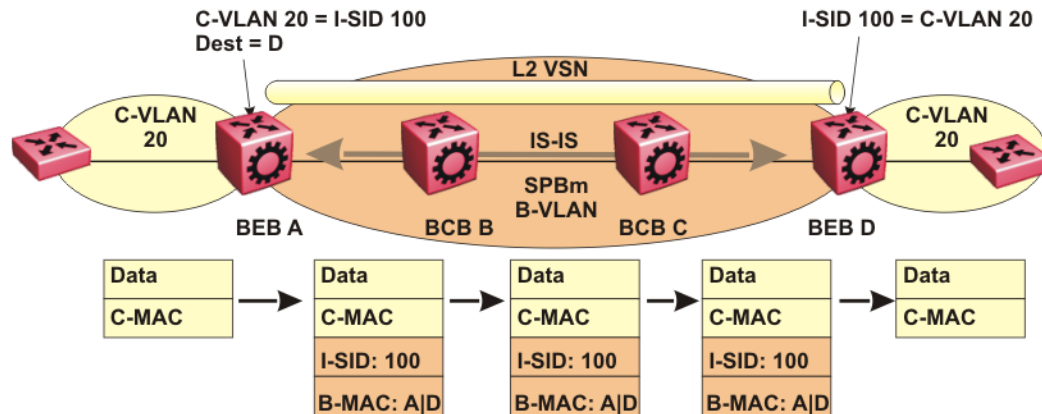 C-VLAN 20 = I-SID 100
Dest = D
I-SID 100 = C-VLAN 20
L2 VSN
C-VLAN
20
IS-IS
C-VLAN
20
SPBm
B-VLAN
BEB A
BCB B
BCB C
BEB D
Data
C-MAC
Data
C-MAC
I-SID: 100
B-MAC: A|D
Data
C-MAC
I-SID: 100
B-MAC: A|D
Data
C-MAC
I-SID: 100
B-MAC: A|D
Data
C-MAC